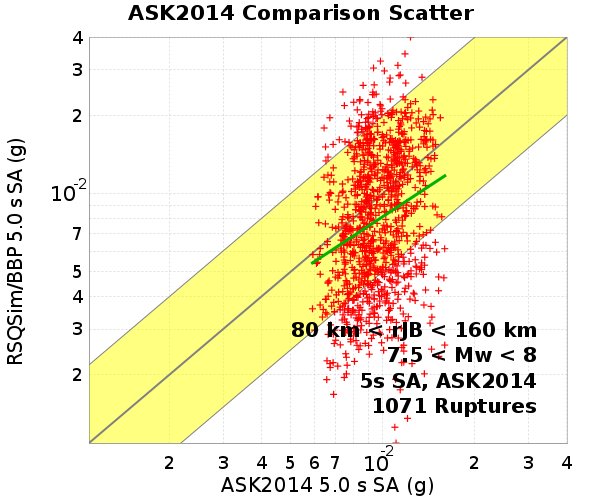 ASK2014 Comparison Scatter
RSQSim/BBP 5.0 s SA (g)
4
3
2
10-2
7
5
4
3
2
80 km < rJB < 160 km
7.5 < Mw < 8
5s SA, ASK2014
1071 Ruptures
2 3 4 5 6 7 10-2 2 3 4
ASK2014 5.0 s SA (g)